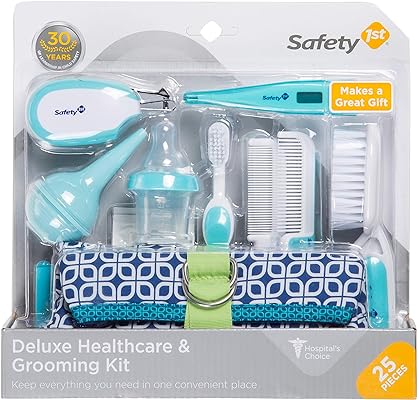 30
YEARS
Safety 1st
Makes a
Great Gift
Safety 1st
Safety 1st
Deluxe Healthcare &
Grooming Kit
Keep everything you need in one convenient place.
Hospital's
Choice
25
PIECES